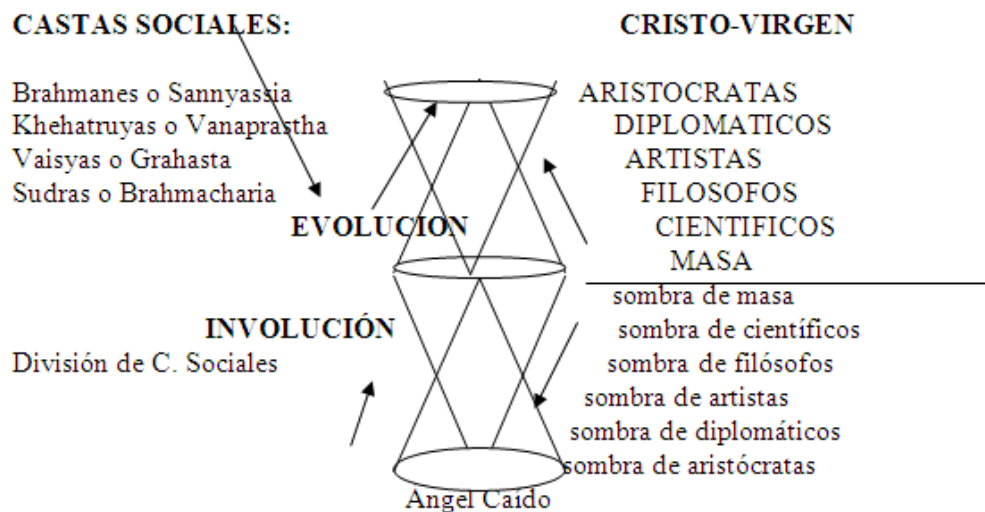 CASTAS SOCIALES:
CRISTO-VIRGEN
Brahmanes o Sannyassia
Khehatruyas o Vanaprastha
Vaisyas o Grahasta
Sudras o Brahmacharia
ARISTOCRATAS
DIPLOMATICOS
ARTISTAS
FILOSOFOS
CIENTIFICOS
MASA
EVOLUCION
INVOLUCIÓN
División de C. Sociales
sombra de masa
sombra de científicos
sombra de filósofos
sombra de artistas
sombra de diplomáticos
sombra de aristócratas
Angel Caído